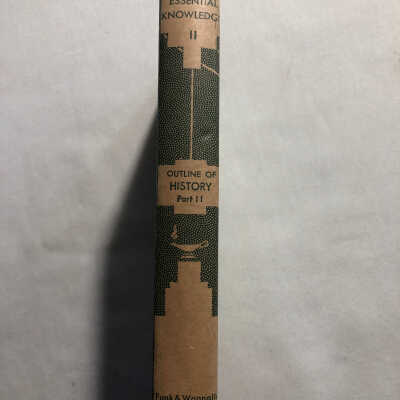 ESSENTIAL
KNOWLEDGE
II
OUTLINE OF
HISTORY
Part II
Funk & Wagnalls